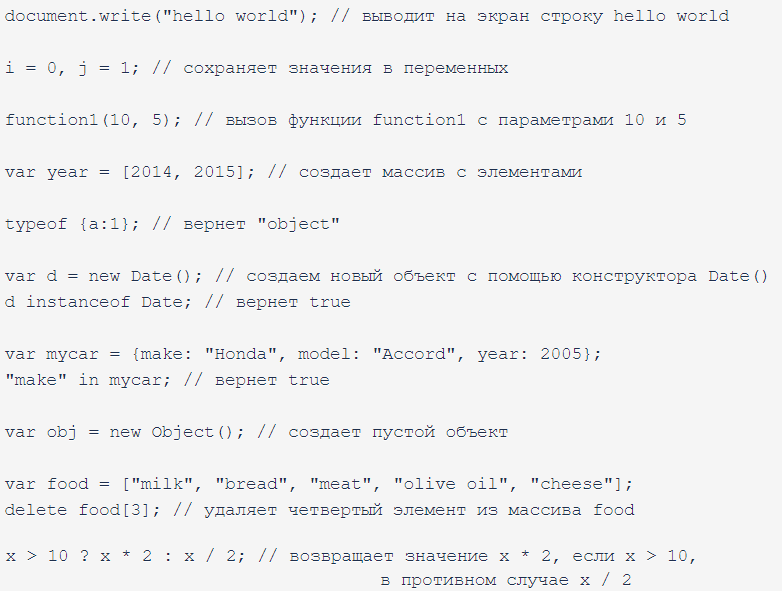 document.write("hello world"); // выводит на экран строку hello world
i = 0, j = 1; // сохраняет значения в переменных
function1(10, 5); // вызов функции function1 с параметрами 10 и 5
var year = [2014, 2015]; // создает массив с элементами
typeof {a:1}; // вернет "object"
var d = new Date(); // создаем новый объект с помощью конструктора Date()
d instanceof Date; // вернет true
var mycar = {make: "Honda", model: "Accord", year: 2005};
"make" in mycar; // вернет true
var obj = new Object(); // создает пустой объект
var food = ["milk", "bread", "meat", "olive oil", "cheese"];
delete food[3]; // удаляет четвертый элемент из массива food
x > 10 ? x * 2 : x / 2; // возвращает значение x * 2, если x > 10,
в противном случае x / 2